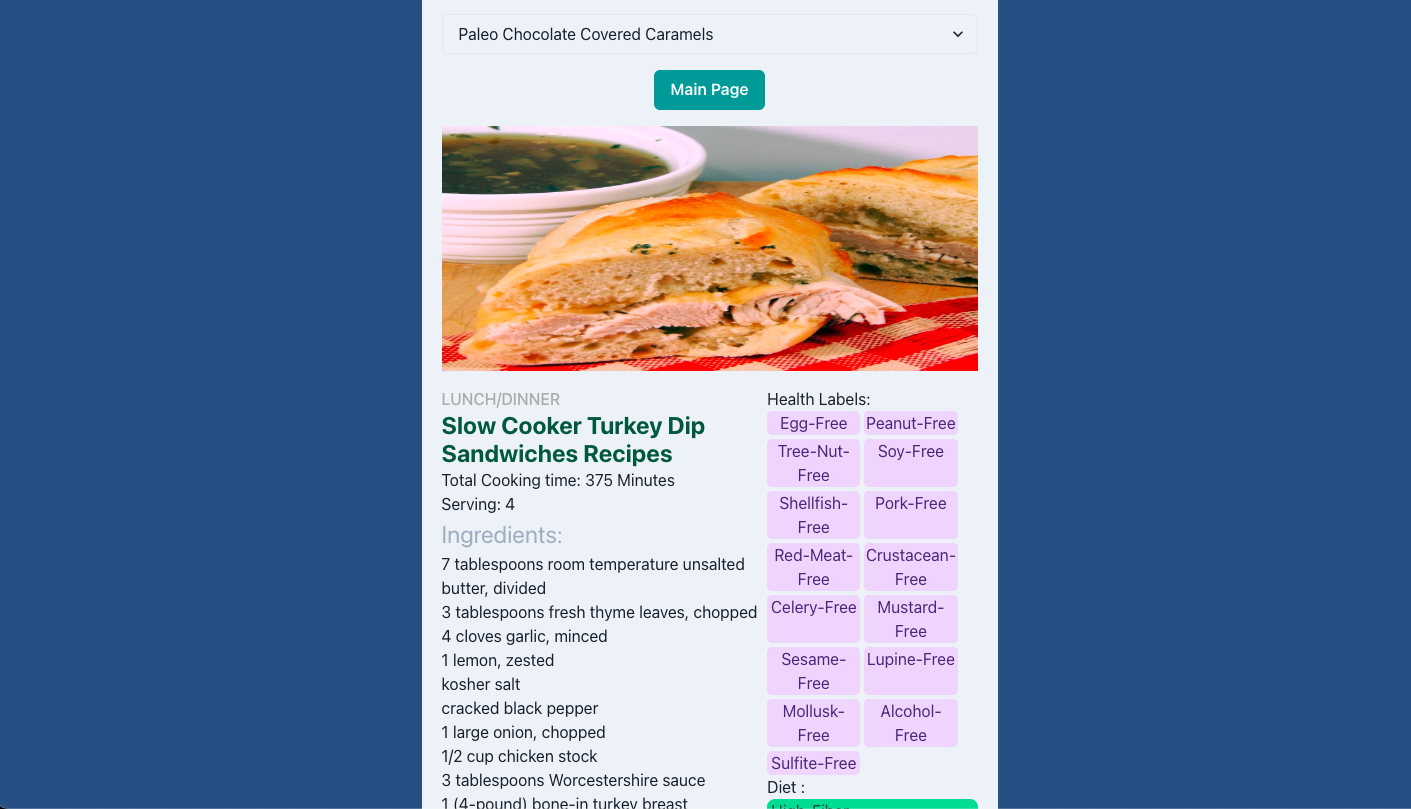 Paleo Chocolate Covered Caramels
Main Page
LUNCH/DINNER
Slow Cooker Turkey Dip
Sandwiches Recipes
Total Cooking time: 375 Minutes
Serving: 4
Ingredients:
7 tablespoons room temperature unsalted
butter, divided
3 tablespoons fresh thyme leaves, chopped
4 cloves garlic, minced
1 lemon, zested
kosher salt
cracked black pepper
1 large onion, chopped
1/2 cup chicken stock
3 tablespoons Worcestershire sauce
1 (4-pound) bone-in turkey breast
Health Labels:
Egg-Free
Peanut-Free
Tree-Nut-
Free
Soy-Free
Shellfish-
Free
Pork-Free
Red-Meat-
Free
Crustacean-
Free
Celery-Free
Mustard-
Free
Sesame-
Free
Lupine-Free
Mollusk-
Free
Alcohol-
Free
Sulfite-Free
Diet :
High-Fiber